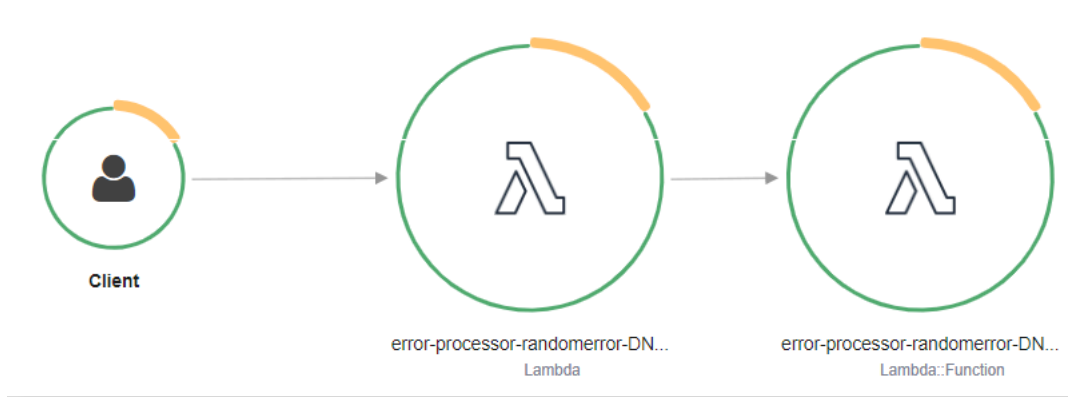 Client
error-processor-randomerror-DN...
Lambda
error-processor-randomerror-DN...
Lambda::Function